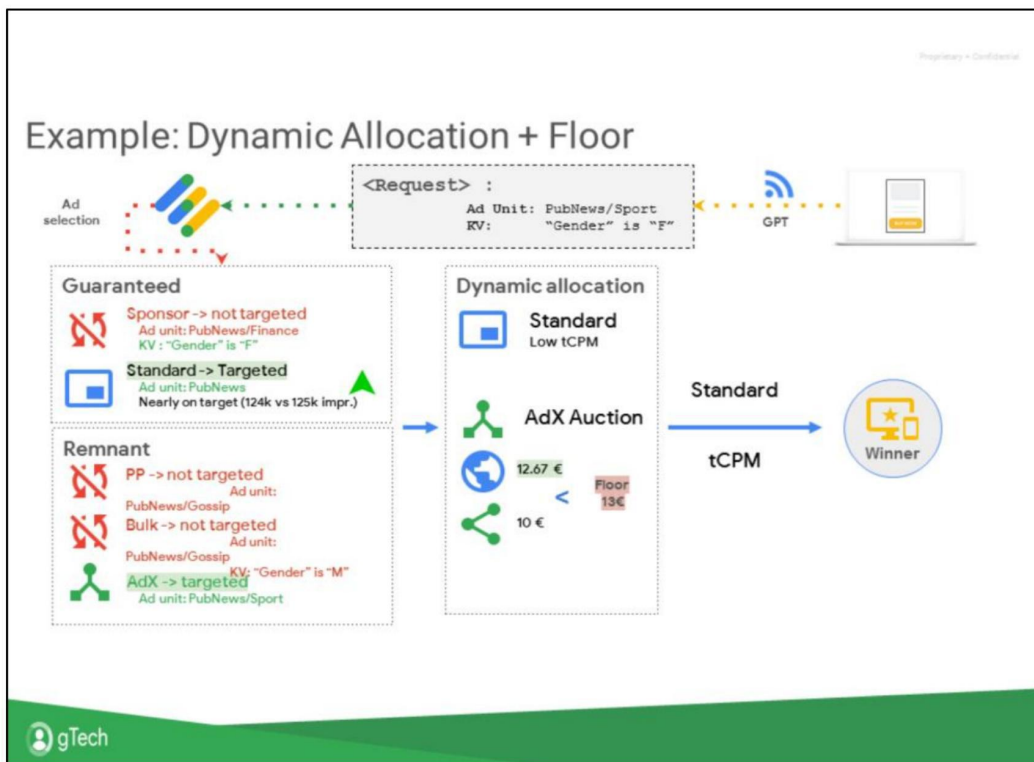 Proprietary + Confidential
Example: Dynamic Allocation + Floor
Ad
selection
<Request> :
Ad Unit: PubNews/Sport
KV: "Gender" is "F"
GPT
Guaranteed
Sponsor -> not targeted
Ad unit: PubNews/Finance
KV : "Gender" is "F"
Standard -> Targeted
Ad unit: PubNews
Nearly on target (124k vs 125k impr.)
Remnant
PP -> not targeted
Ad unit:
PubNews/Gossip
Bulk -> not targeted
Ad unit:
PubNews/Gossip
KV: "Gender" is "M"
AdX -> targeted
Ad unit: PubNews/Sport
Dynamic allocation
Standard
Low tCPM
AdX Auction
12.67 €
<
Floor
13€
10 €
Standard
tCPM
Winner
gTech